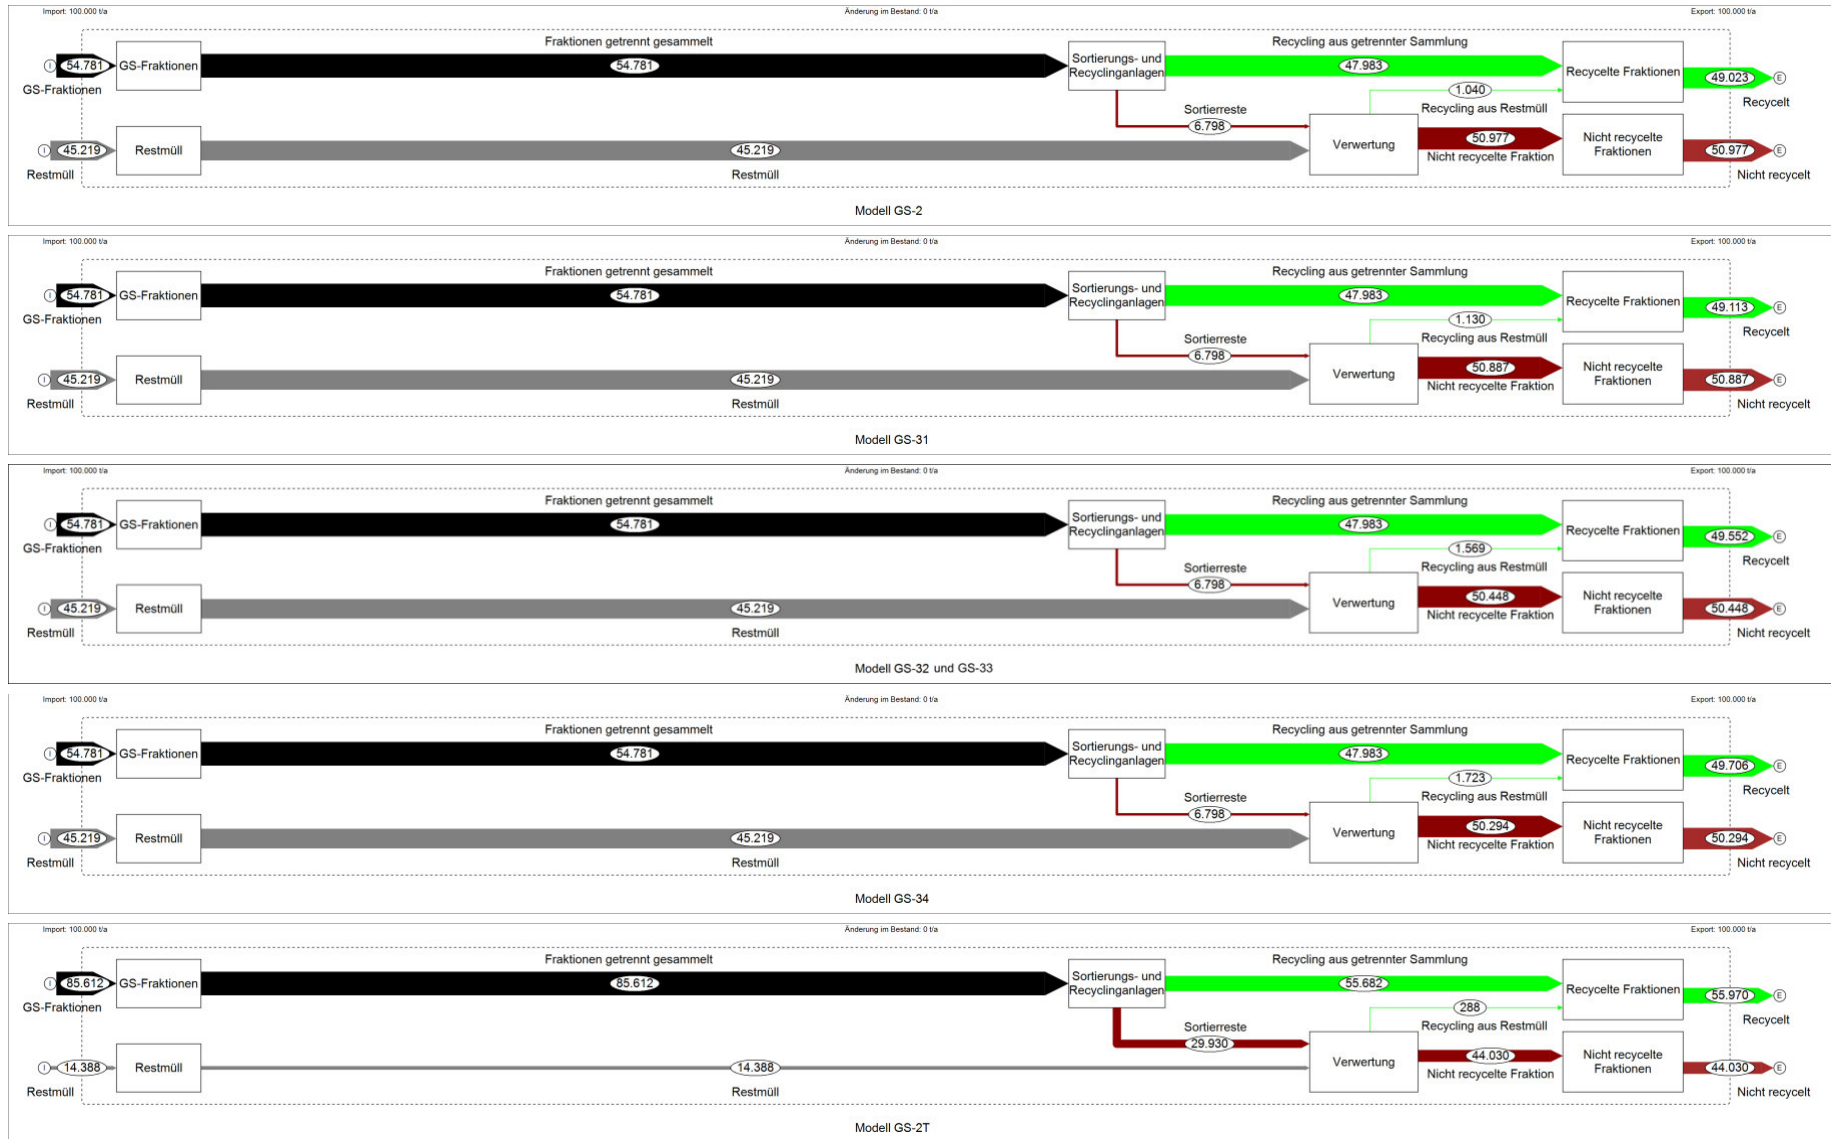 Import: 100.000 t/a
Änderung im Bestand: 0 t/a
Export: 100.000 t/a
Fraktionen getrennt gesammelt
Recycling aus getrennter Sammlung
I
54.781
GS-Fraktionen
54.781
Sortierungs- und
Recyclinganlagen
47.983
Recycelte Fraktionen
49.023
E
GS-Fraktionen
1.040
Recycelt
Sortierreste
Recycling aus Restmüll
6.798
I
45.219
Restmüll
45.219
Verwertung
50.977
Nicht recycelte
Fraktionen
50.977
E
Nicht recycelte Fraktion
Restmüll
Restmüll
Nicht recycelt
Modell GS-2
Import: 100.000 t/a
Änderung im Bestand: 0 t/a
Export: 100.000 t/a
Fraktionen getrennt gesammelt
Recycling aus getrennter Sammlung
I
54.781
GS-Fraktionen
54.781
Sortierungs- und
Recyclinganlagen
47.983
Recycelte Fraktionen
49.113
E
GS-Fraktionen
1.130
Recycelt
Sortierreste
Recycling aus Restmüll
6.798
I
45.219
Restmüll
45.219
Verwertung
50.887
Nicht recycelte
Fraktionen
50.887
E
Nicht recycelte Fraktion
Restmüll
Restmüll
Nicht recycelt
Modell GS-31
Import: 100.000 t/a
Änderung im Bestand: 0 t/a
Export: 100.000 t/a
Fraktionen getrennt gesammelt
Recycling aus getrennter Sammlung
I
54.781
GS-Fraktionen
54.781
Sortierungs- und
Recyclinganlagen
47.983
Recycelte Fraktionen
49.552
E
GS-Fraktionen
1.569
Recycelt
Sortierreste
Recycling aus Restmüll
6.798
I
45.219
Restmüll
45.219
Verwertung
50.448
Nicht recycelte
Fraktionen
50.448
E
Nicht recycelte Fraktion
Restmüll
Restmüll
Nicht recycelt
Modell GS-32 und GS-33
Import: 100.000 t/a
Änderung im Bestand: 0 t/a
Export: 100.000 t/a
Fraktionen getrennt gesammelt
Recycling aus getrennter Sammlung
I
54.781
GS-Fraktionen
54.781
Sortierungs- und
Recyclinganlagen
47.983
Recycelte Fraktionen
49.706
E
GS-Fraktionen
1.723
Recycelt
Sortierreste
Recycling aus Restmüll
6.798
I
45.219
Restmüll
45.219
Verwertung
50.294
Nicht recycelte
Fraktionen
50.294
E
Nicht recycelte Fraktion
Restmüll
Restmüll
Nicht recycelt
Modell GS-34
Import: 100.000 t/a
Änderung im Bestand: 0 t/a
Export: 100.000 t/a
Fraktionen getrennt gesammelt
Recycling aus getrennter Sammlung
I
85.612
GS-Fraktionen
85.612
Sortierungs- und
Recyclinganlagen
55.682
Recycelte Fraktionen
55.970
E
GS-Fraktionen
288
Recycelt
Sortierreste
Recycling aus Restmüll
29.930
I
14.388
Restmüll
14.388
Verwertung
44.030
Nicht recycelte
Fraktionen
44.030
E
Nicht recycelte Fraktion
Restmüll
Restmüll
Nicht recycelt
Modell GS-2T